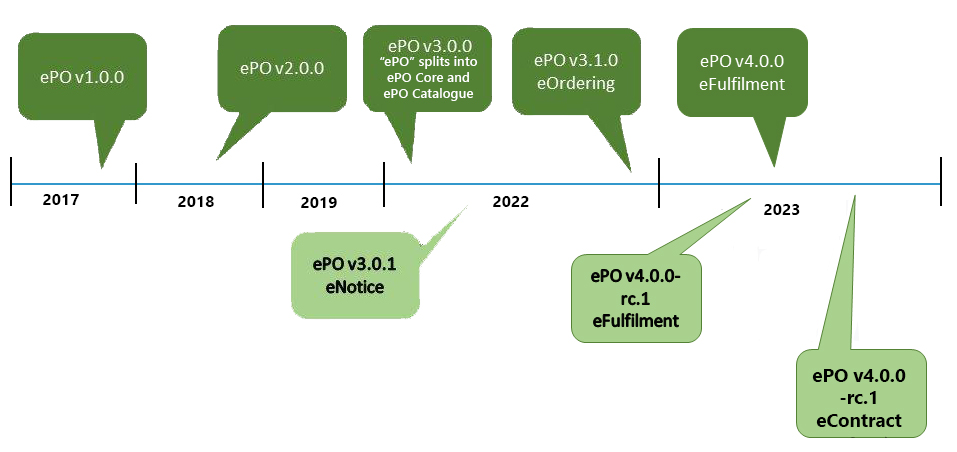 ePO v1.0.0
ePO v2.0.0
ePO v3.0.0
“ePO” splits into
ePO Core and
ePO Catalogue
ePO v3.1.0
eOrdering
ePO v4.0.0
eFulfilment
2017
2018
2019
2022
2023
ePO v3.0.1
eNotice
ePO v4.0.0-
rc.1
eFulfilment
ePO v4.0.0
-rc.1
eContract